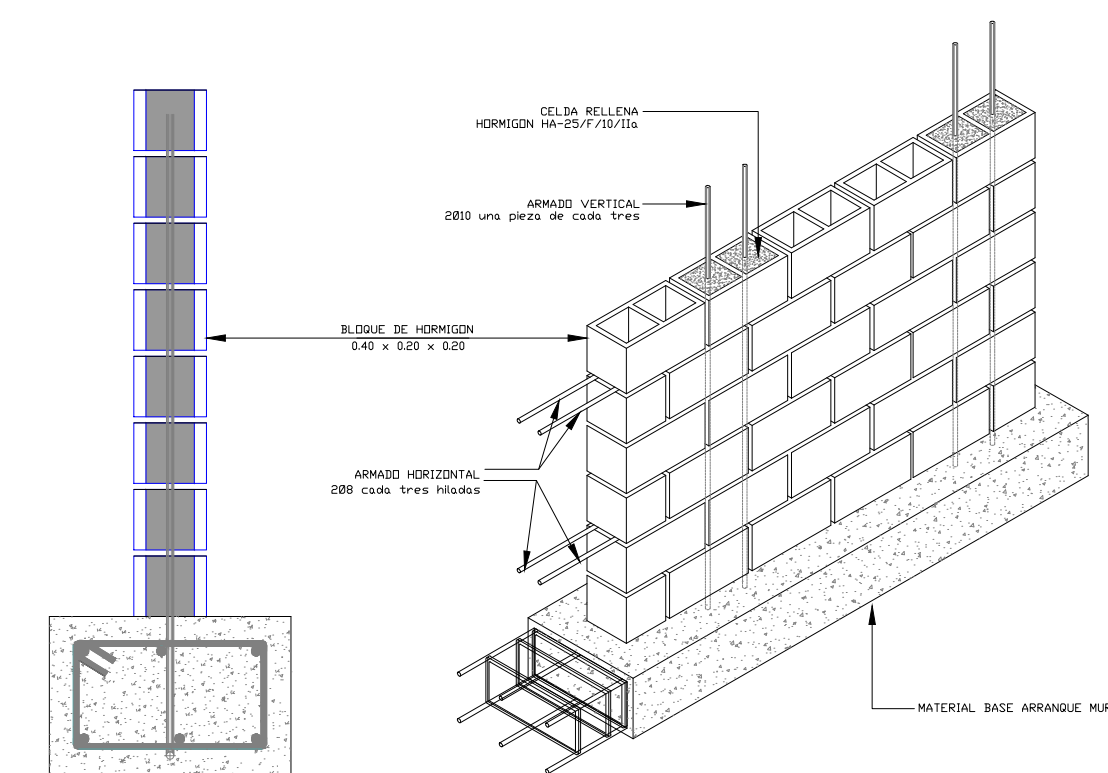 CELDA RELLENA
HORMIGON HA-25/F/10/IIa
ARMADO VERTICAL
2Ø10 una pieza de cada tres
BLOQUE DE HORMIGON
0.40 x 0.20 x 0.20
ARMADO HORIZONTAL
2Ø8 cada tres hiladas
MATERIAL BASE ARRANQUE MUR